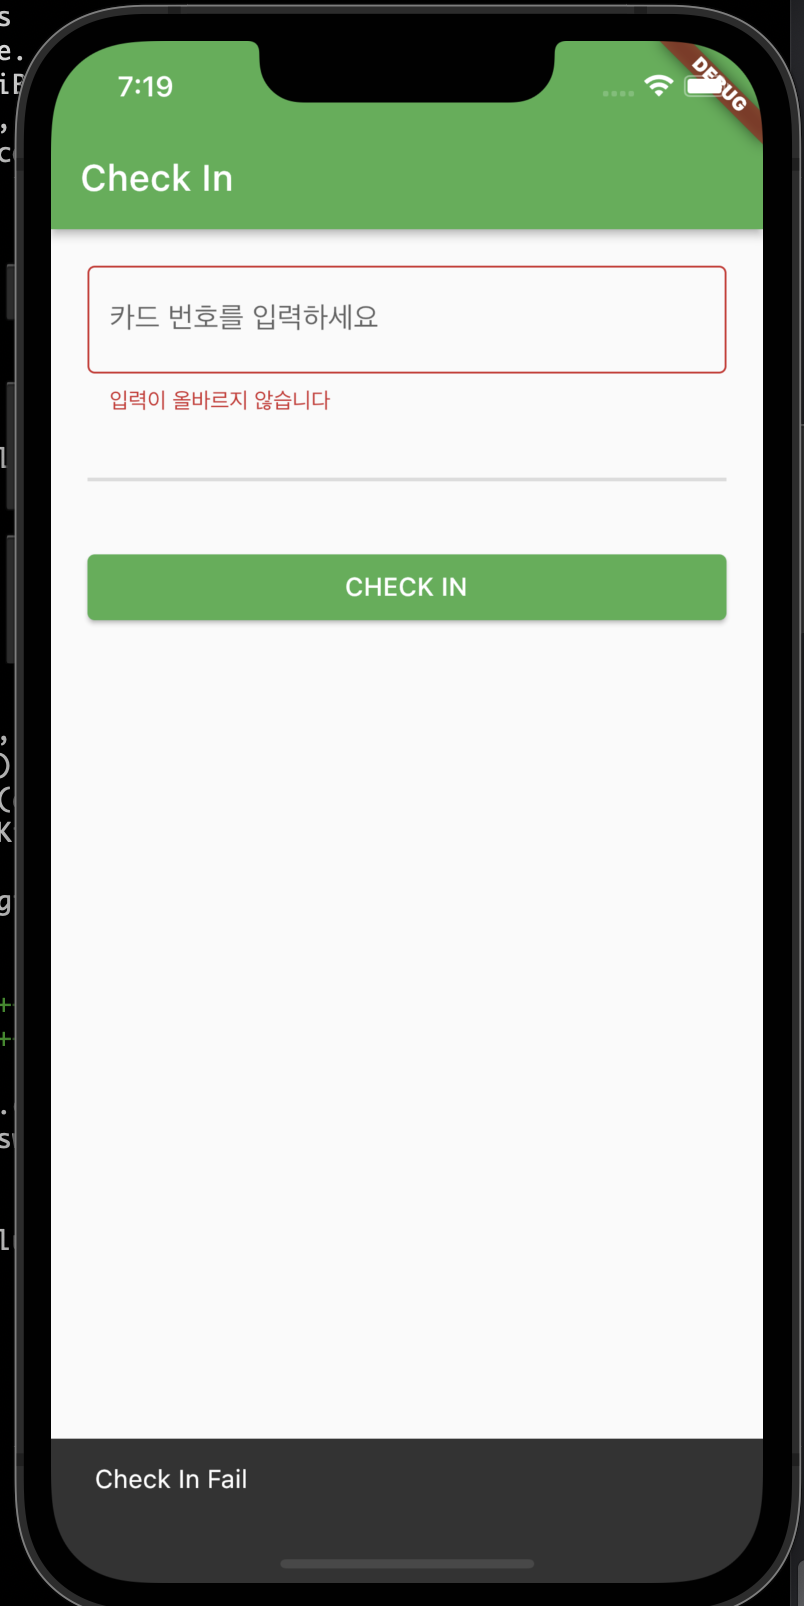 7:19
DEBUG
Check In
카드 번호를 입력하세요
입력이 올바르지 않습니다
CHECK IN
Check In Fail